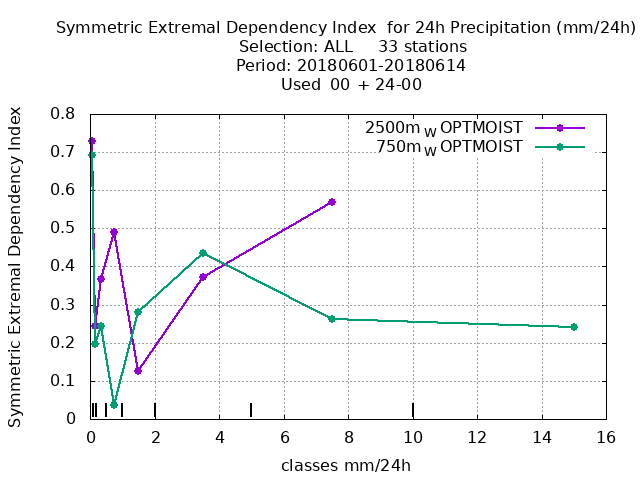 Symmetric Extremal Dependency Index  for 24h Precipitation (mm/24h)
Selection: ALL     33 stations
Period: 20180601-20180614
Used  00 + 24-00
Symmetric Extremal Dependency Index
0.8
0.7
0.6
0.5
0.4
0.3
0.2
0.1
0
2500m W OPTMOIST
750m W OPTMOIST
0 2 4 6 8 10 12 14 16
classes mm/24h